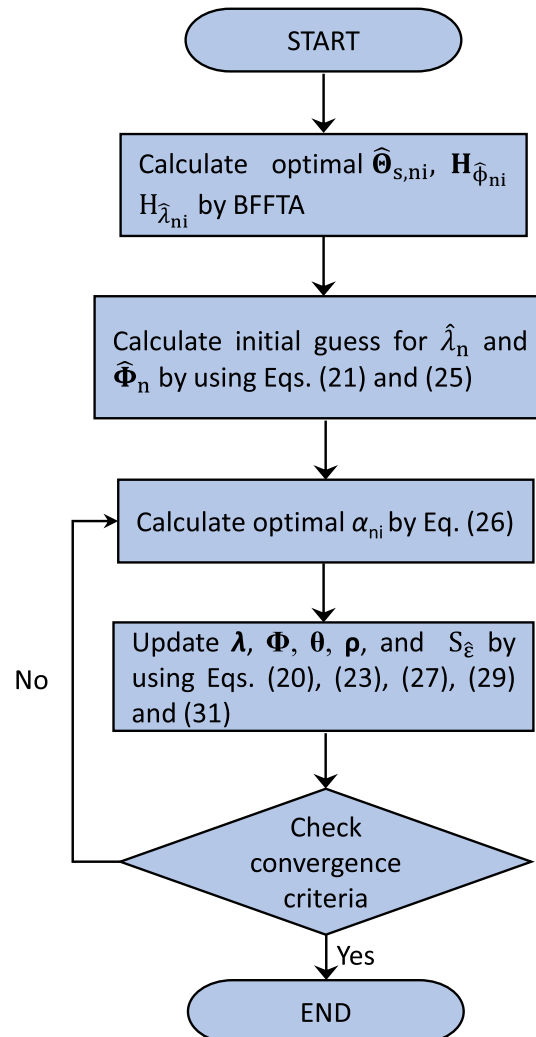 START
Calculate optimal Θ̂s,ni, Hϕ̂ni
Hλ̂ni by BFFTA
Calculate initial guess for λ̂n and
Φ̂n by using Eqs. (21) and (25)
Calculate optimal αni by Eq. (26)
Update λ, Φ, θ, ρ, and Sε̂ by
using Eqs. (20), (23), (27), (29)
and (31)
No
Check
convergence
criteria
Yes
END